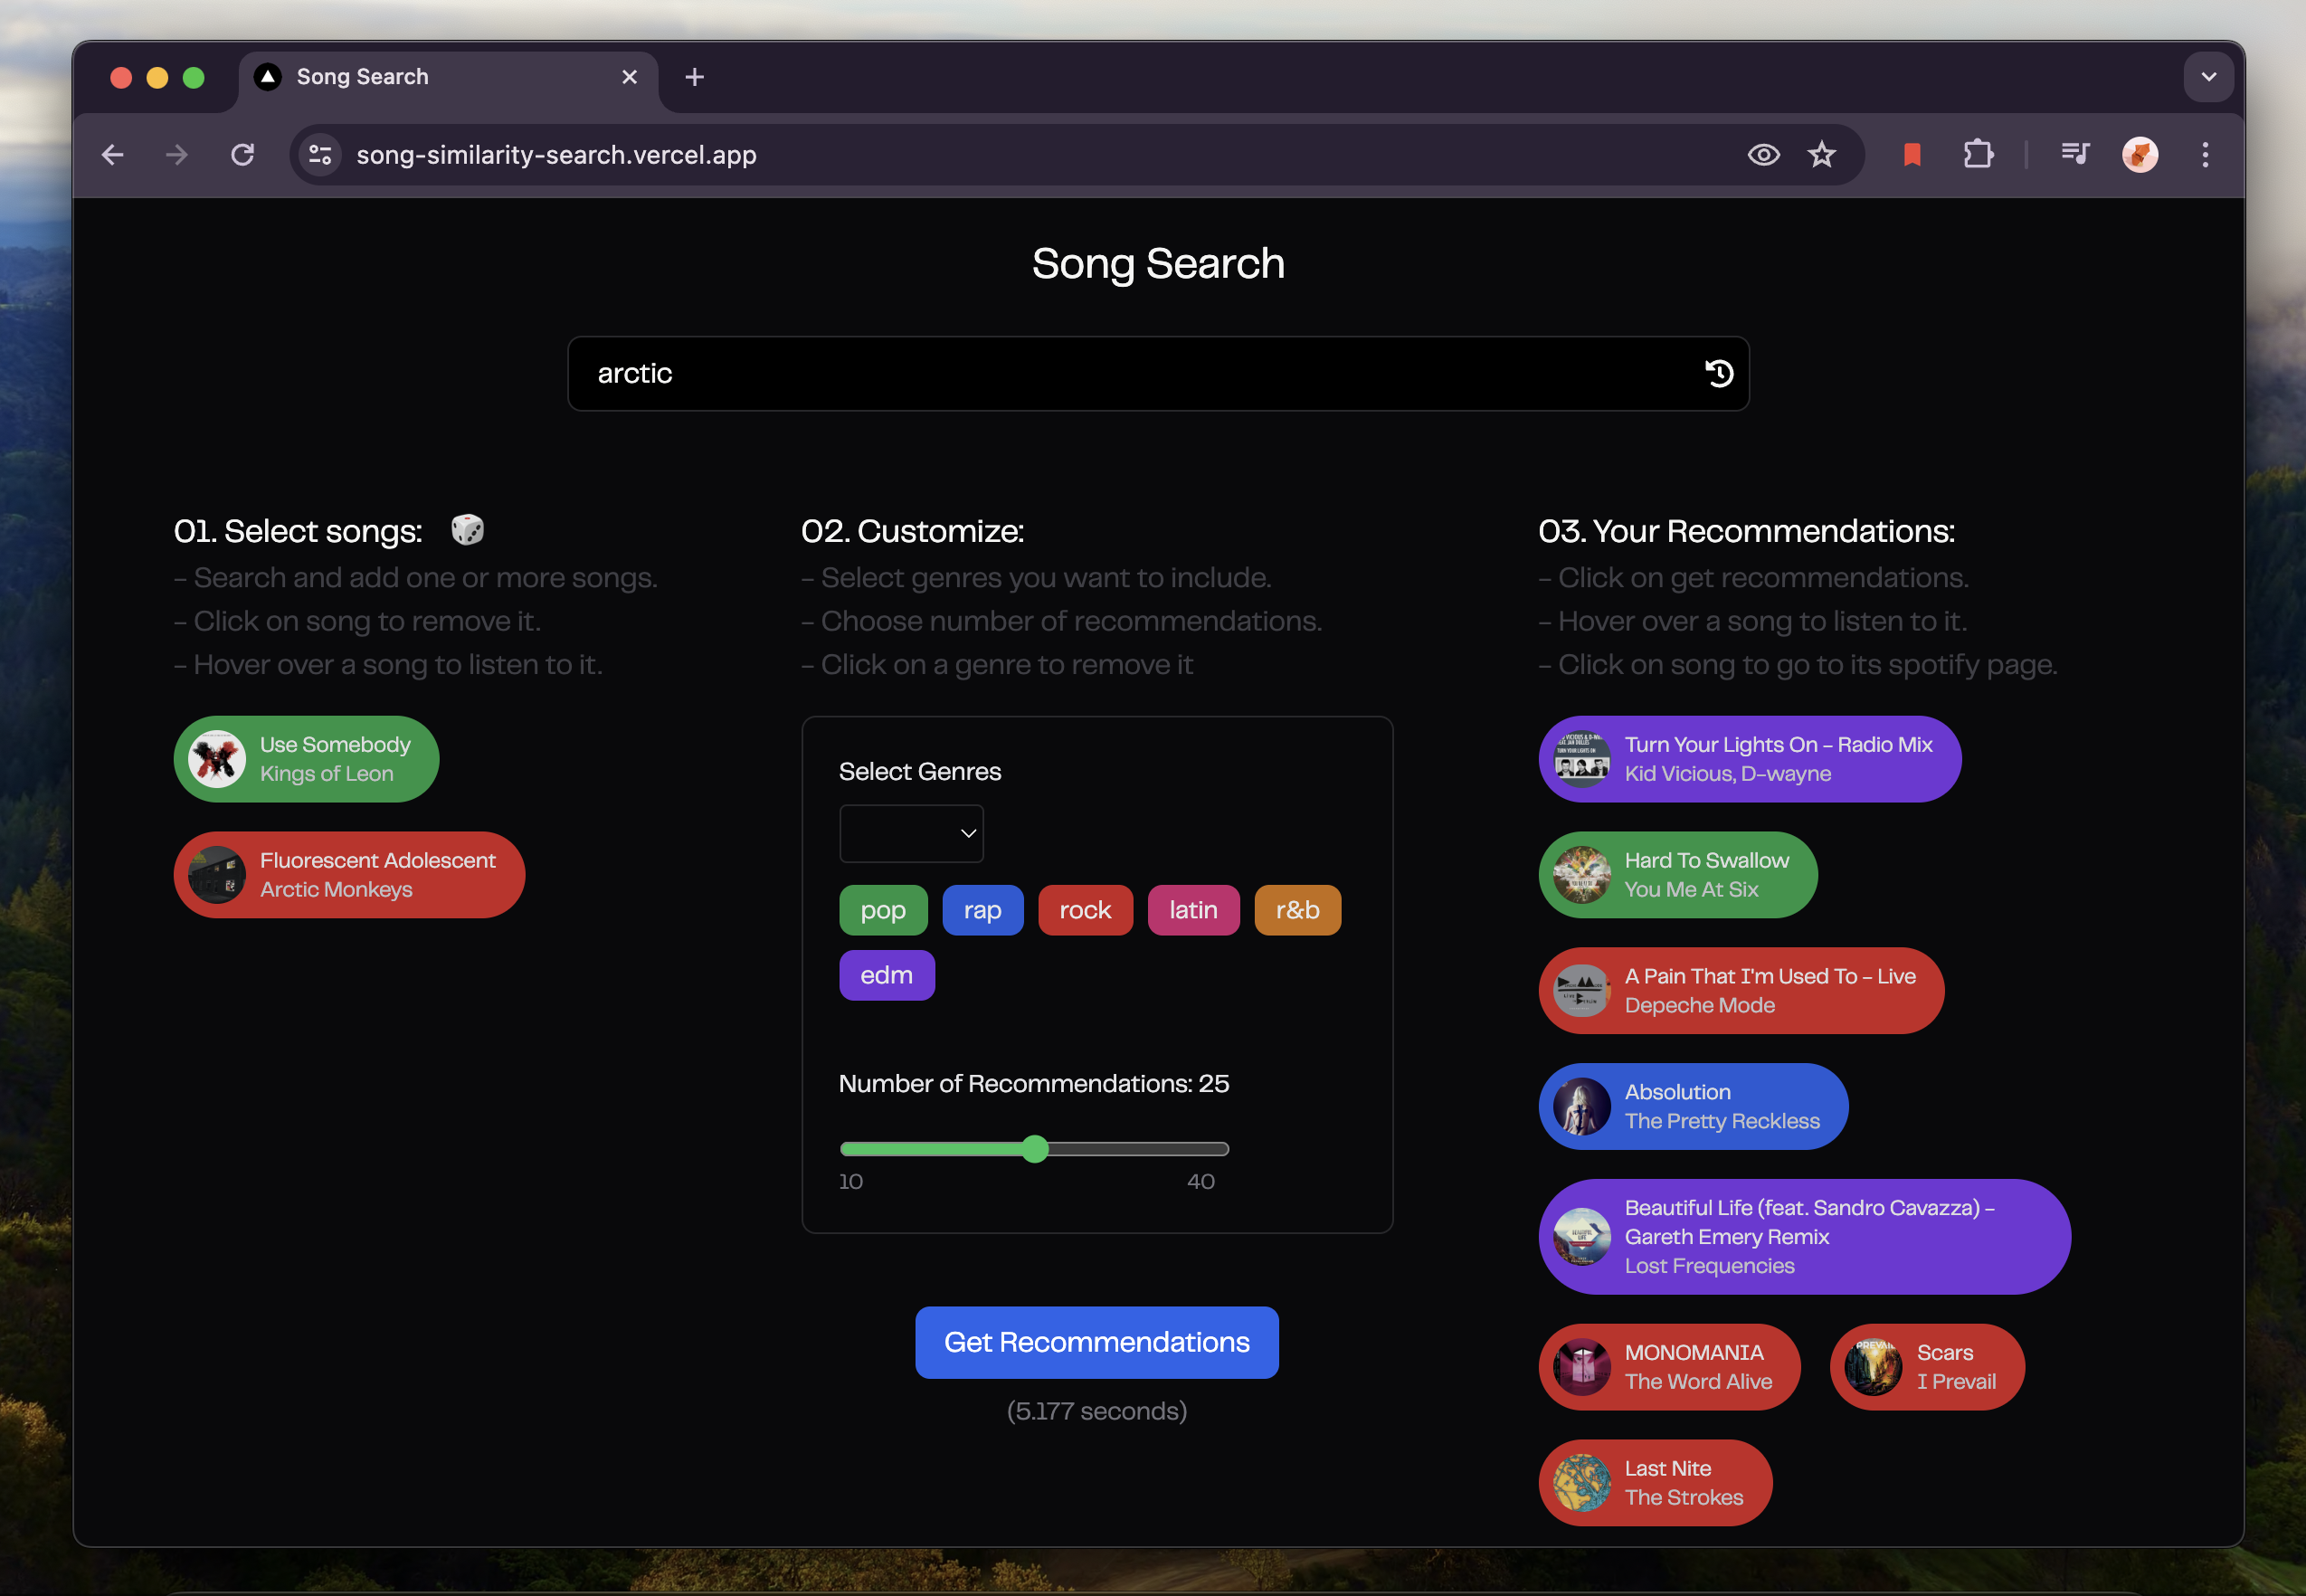 Song Search
song-similarity-search.vercel.app
Song Search
arctic
01. Select songs:
– Search and add one or more songs.
– Click on song to remove it.
– Hover over a song to listen to it.
Use Somebody
Kings of Leon
Fluorescent Adolescent
Arctic Monkeys
02. Customize:
– Select genres you want to include.
– Choose number of recommendations.
– Click on a genre to remove it
Select Genres
pop
rap
rock
latin
r&b
edm
Number of Recommendations: 25
10
40
Get Recommendations
(5.177 seconds)
03. Your Recommendations:
– Click on get recommendations.
– Hover over a song to listen to it.
– Click on song to go to its spotify page.
Turn Your Lights On – Radio Mix
Kid Vicious, D-wayne
Hard To Swallow
You Me At Six
A Pain That I'm Used To – Live
Depeche Mode
Absolution
The Pretty Reckless
Beautiful Life (feat. Sandro Cavazza) –
Gareth Emery Remix
Lost Frequencies
MONOMANIA
The Word Alive
Scars
I Prevail
Last Nite
The Strokes